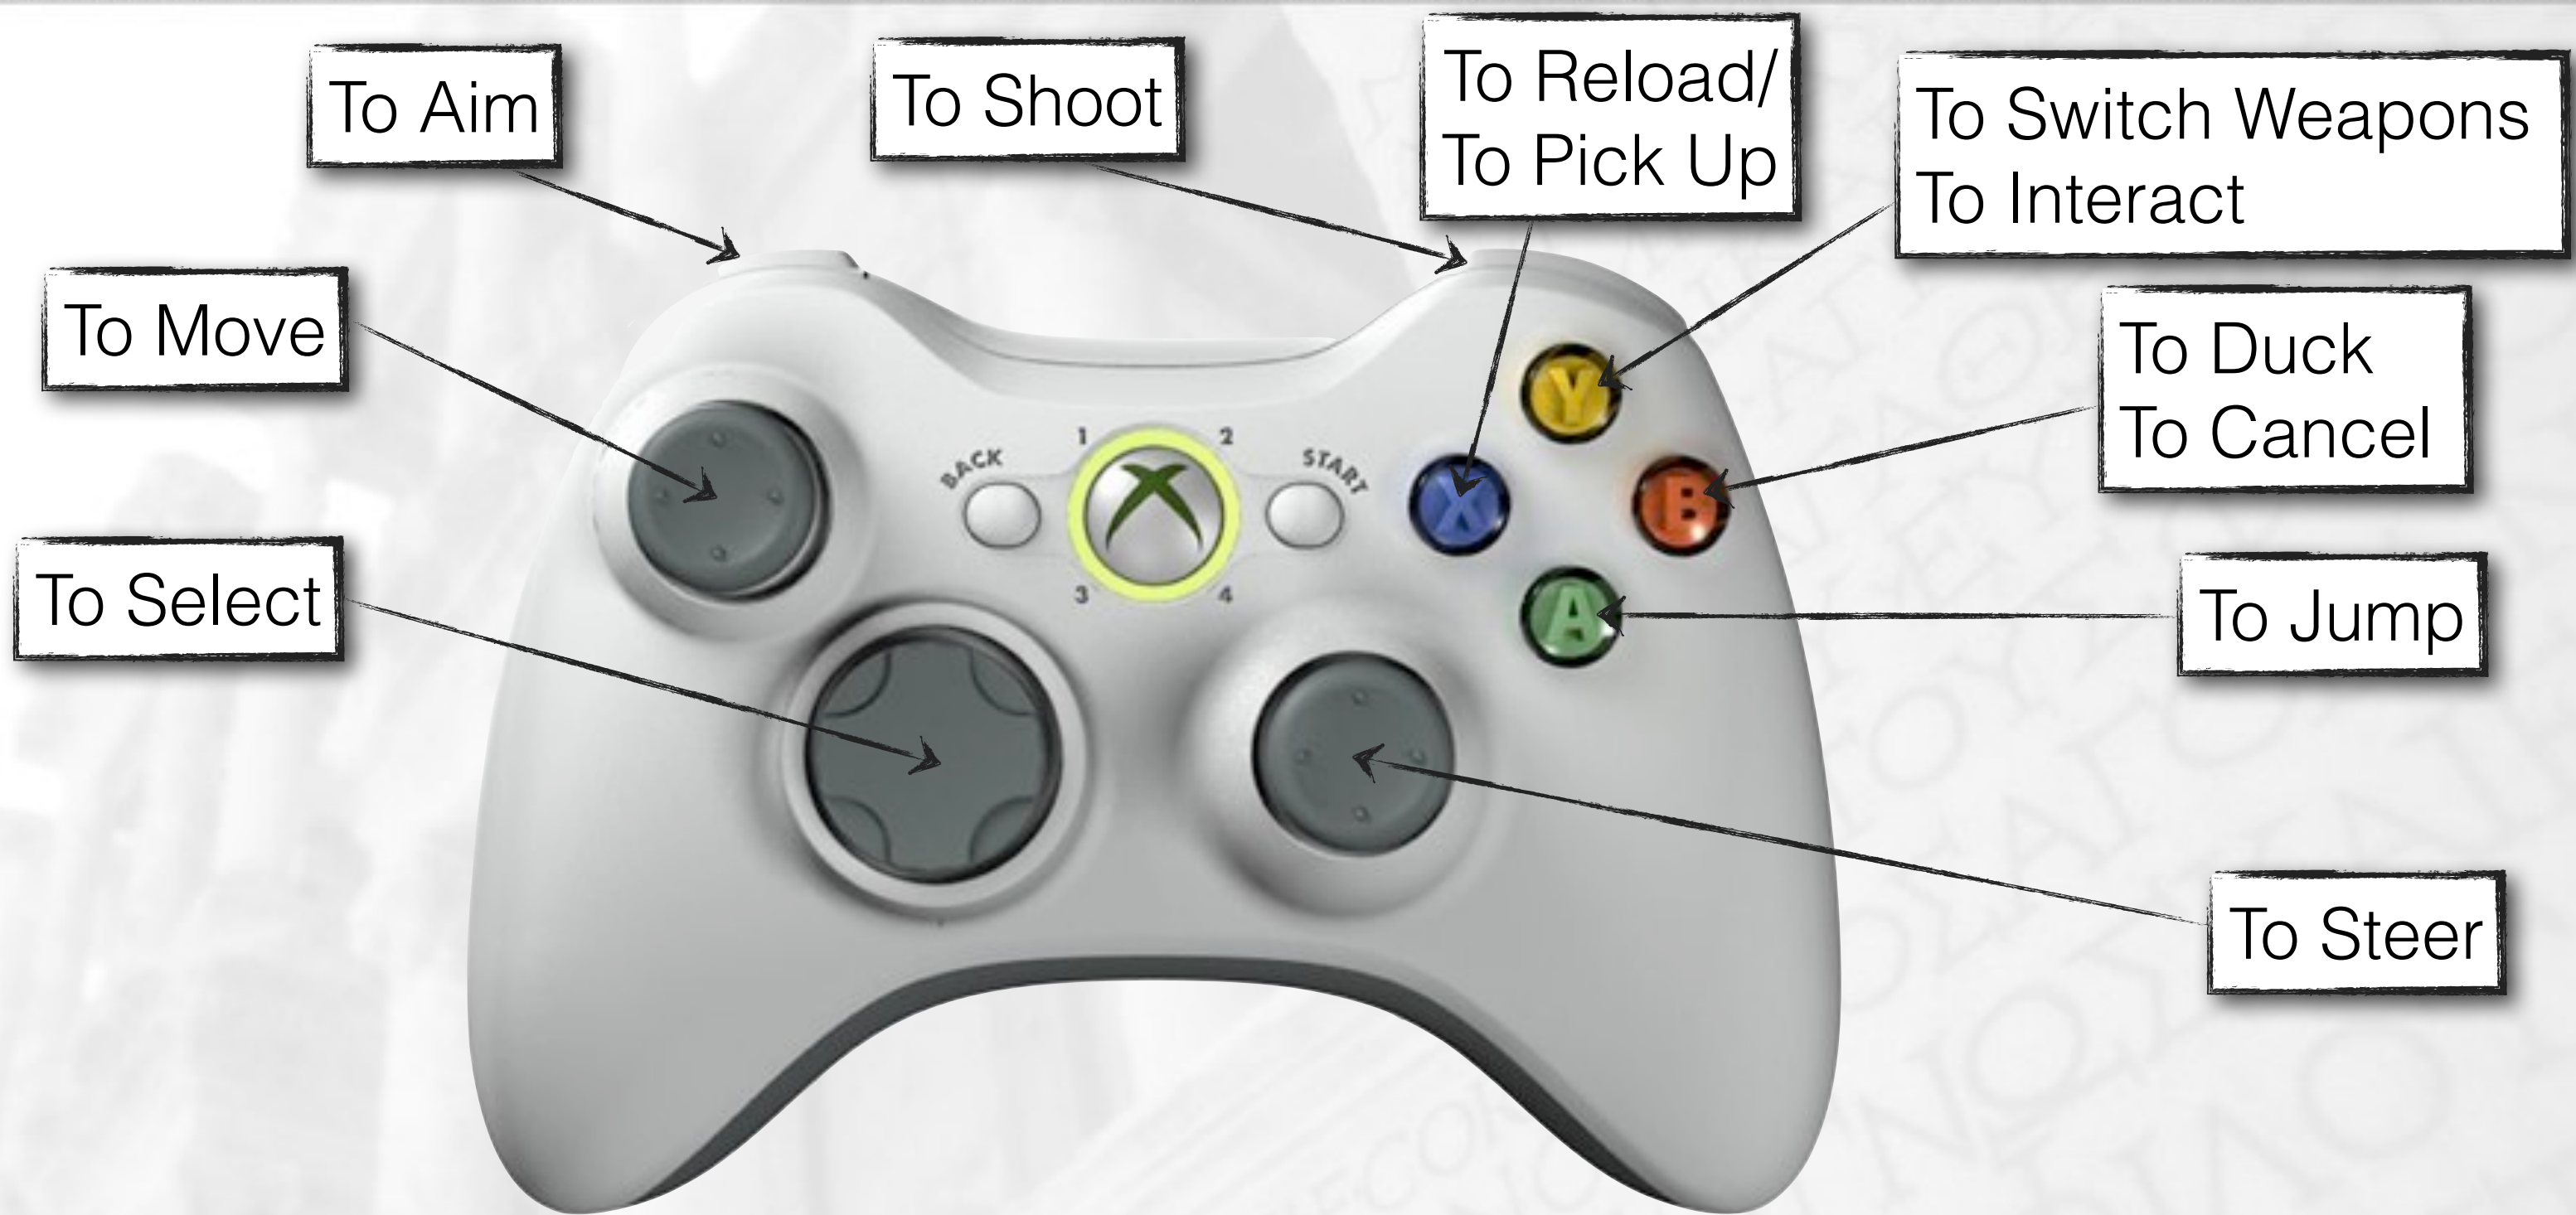 To Aim
To Shoot
To Reload/
To Pick Up
To Switch Weapons
To Interact
To Move
To Duck
To Cancel
To Select
To Jump
To Steer
BACK
START
1
2
3
4
Y
X
B
A